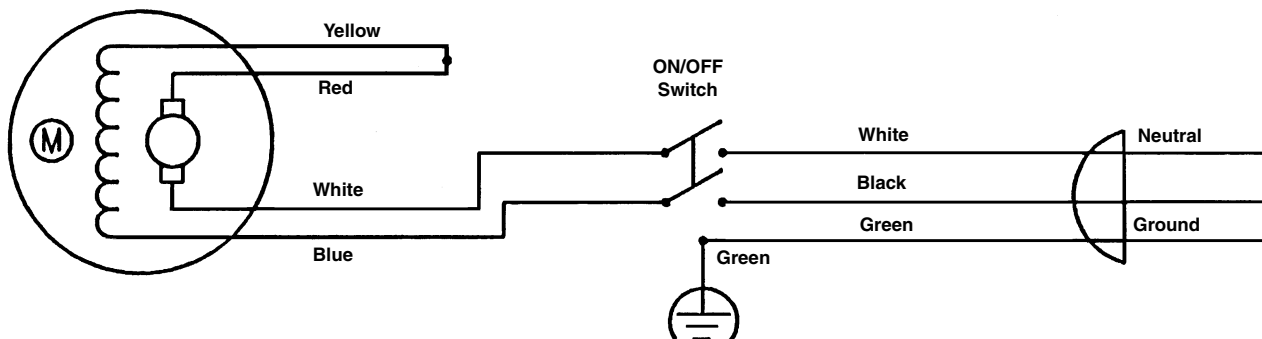 Yellow
Red
ON/OFF
Switch
M
White
Neutral
White
Black
Green
Ground
Blue
Green